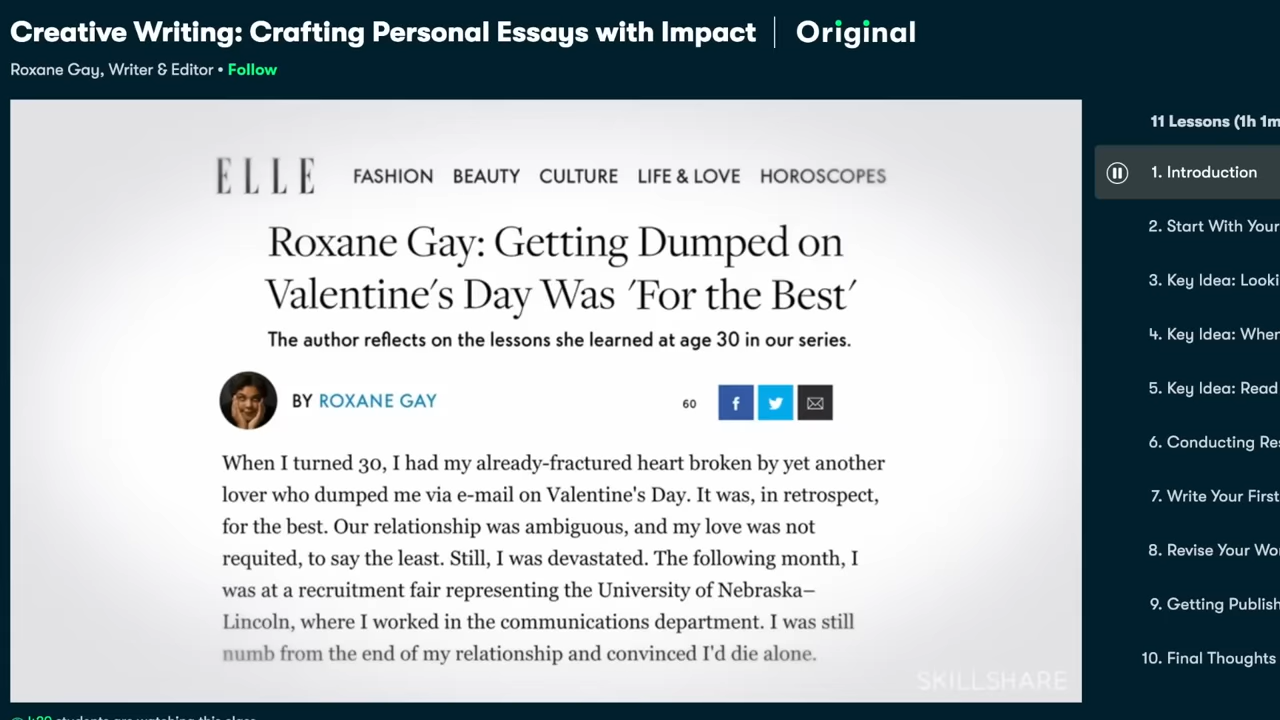 Creative Writing: Crafting Personal Essays with Impact | Original
Roxane Gay, Writer & Editor • Follow
ELLE FASHION BEAUTY CULTURE LIFE & LOVE HOROSCOPES
Roxane Gay: Getting Dumped on
Valentine's Day Was 'For the Best'
The author reflects on the lessons she learned at age 30 in our series.
BY ROXANE GAY
60
When I turned 30, I had my already-fractured heart broken by yet another
lover who dumped me via e-mail on Valentine's Day. It was, in retrospect,
for the best. Our relationship was ambiguous, and my love was not
requited, to say the least. Still, I was devastated. The following month, I
was at a recruitment fair representing the University of Nebraska–
Lincoln, where I worked in the communications department. I was still
numb from the end of my relationship and convinced I'd die alone.
SKILLSHARE
students are watching this class
11 Lessons (1h 1m
1. Introduction
2. Start With Your
3. Key Idea: Looki
4. Key Idea: When
5. Key Idea: Read
6. Conducting Res
7. Write Your First
8. Revise Your Wor
9. Getting Publish
10. Final Thoughts